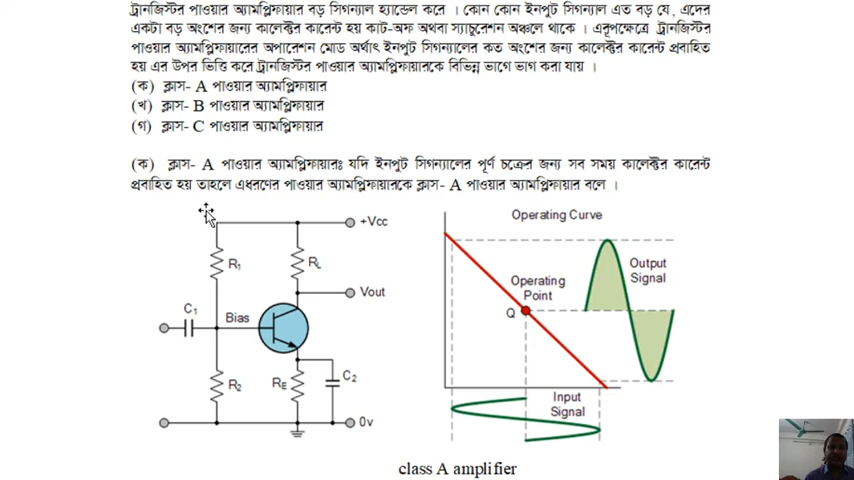 ট্রানজিস্টর পাওয়ার অ্যামপ্লিফায়ার বড় সিগন্যাল হ্যান্ডেল করে । কোন কোন ইনপুট সিগন্যাল এত বড় যে, এদের
একটা বড় অংশের জন্য কালেক্টর কারেন্ট হয় কাট-অফ অথবা স্যাচুরেশন অঞ্চলে থাকে । এরূপক্ষেত্রে ট্রানজিস্টর
পাওয়ার অ্যামপ্লিফায়ারের অপারেশন মোড অর্থাৎ ইনপুট সিগন্যালের কত অংশের জন্য কালেক্টর কারেন্ট প্রবাহিত
হয় এর উপর ভিত্তি করে ট্রানজিস্টর পাওয়ার অ্যামপ্লিফায়ারকে বিভিন্ন ভাগে ভাগ করা যায় ।
(ক) ক্লাস- A পাওয়ার অ্যামপ্লিফায়ার
(খ) ক্লাস- B পাওয়ার অ্যামপ্লিফায়ার
(গ) ক্লাস- C পাওয়ার অ্যামপ্লিফায়ার
(ক) ক্লাস- A পাওয়ার অ্যামপ্লিফায়ারঃ যদি ইনপুট সিগন্যালের পূর্ণ চক্রের জন্য সব সময় কালেক্টর কারেন্ট
প্রবাহিত হয় তাহলে এধরণের পাওয়ার অ্যামপ্লিফায়ারকে ক্লাস- A পাওয়ার অ্যামপ্লিফায়ার বলে ।
+Vcc
R1
RL
Vout
C1
Bias
R2
RE
C2
0v
Operating Curve
Output
Signal
Operating
Point
Q
Input
Signal
class A amplifier